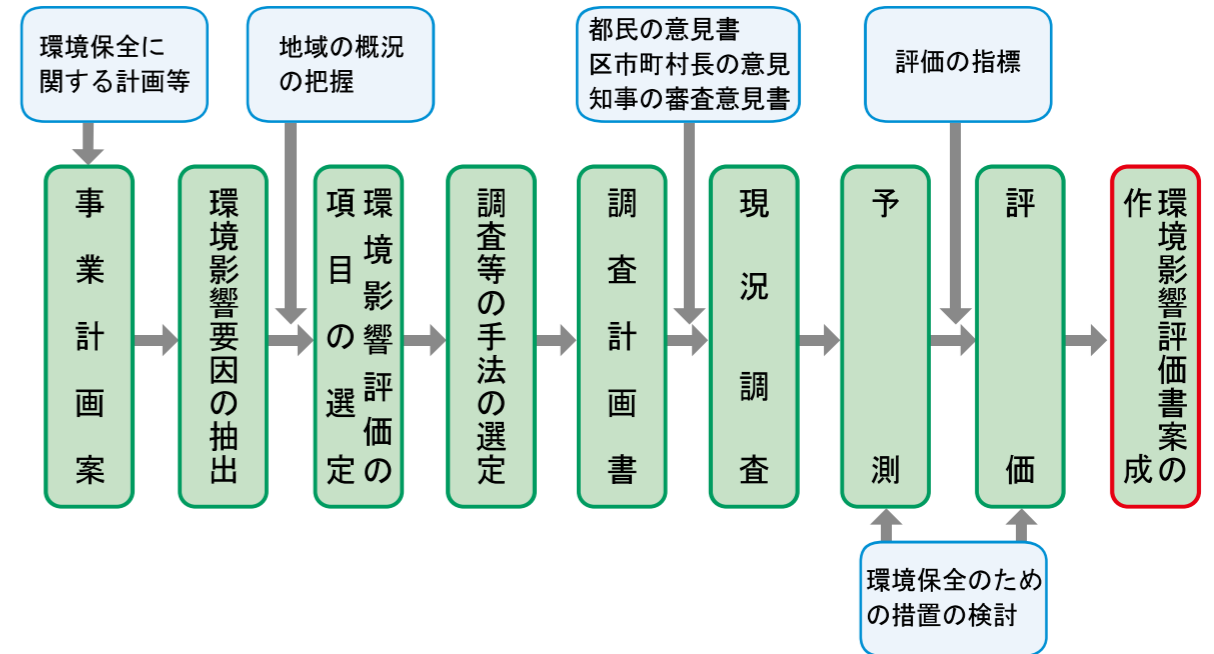 環境保全に
関する計画等
地域の概況
の把握
都民の意見書
区市町村長の意見
知事の審査意見書
評価の指標
事業計画案
環境影響要因の抽出
環境影響評価の
項目の選定
調査等の手法の選定
調査計画書
現況調査
予測
評価
環境影響評価書案の
作成
環境保全のため
の措置の検討